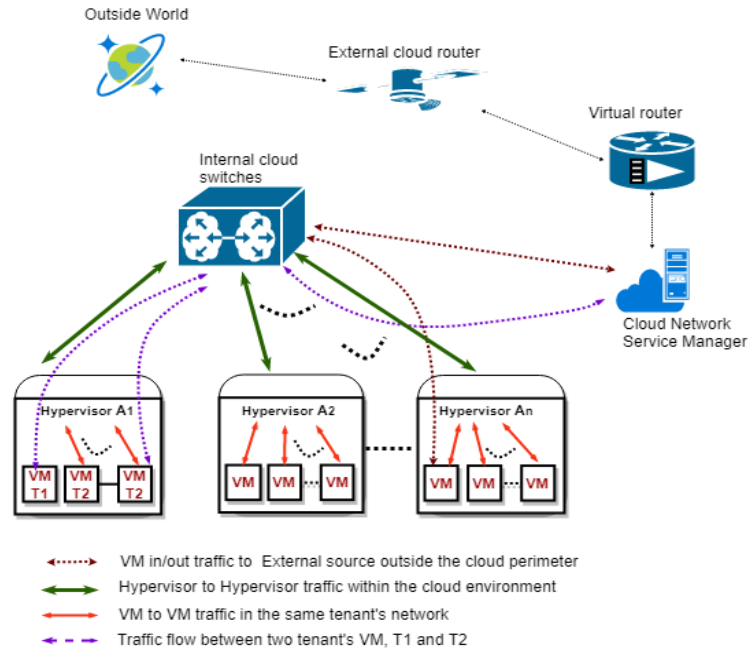 Outside World
External cloud router
Virtual router
Internal cloud
switches
Cloud Network
Service Manager
Hypervisor A1
Hypervisor A2
Hypervisor An
VM
T1
VM
T2
VM
T2
VM
VM
VM
VM
VM
VM
VM in/out traffic to External source outside the cloud perimeter
Hypervisor to Hypervisor traffic within the cloud environment
VM to VM traffic in the same tenant's network
Traffic flow between two tenant's VM, T1 and T2